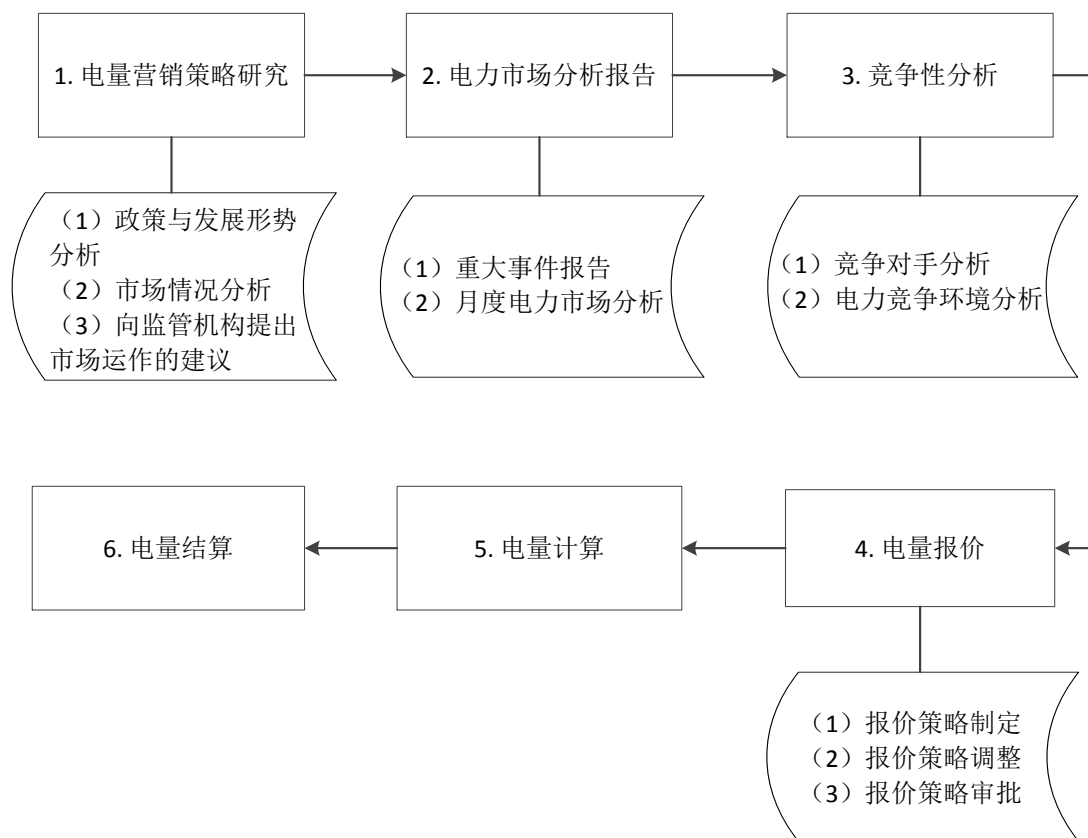 1. 电量营销策略研究
2. 电力市场分析报告
3. 竞争性分析
（1）政策与发展形势
分析
（2）市场情况分析
（3）向监管机构提出
市场运作的建议
（1）重大事件报告
（2）月度电力市场分析
（1）竞争对手分析
（2）电力竞争环境分析
6. 电量结算
5. 电量计算
4. 电量报价
（1）报价策略制定
（2）报价策略调整
（3）报价策略审批